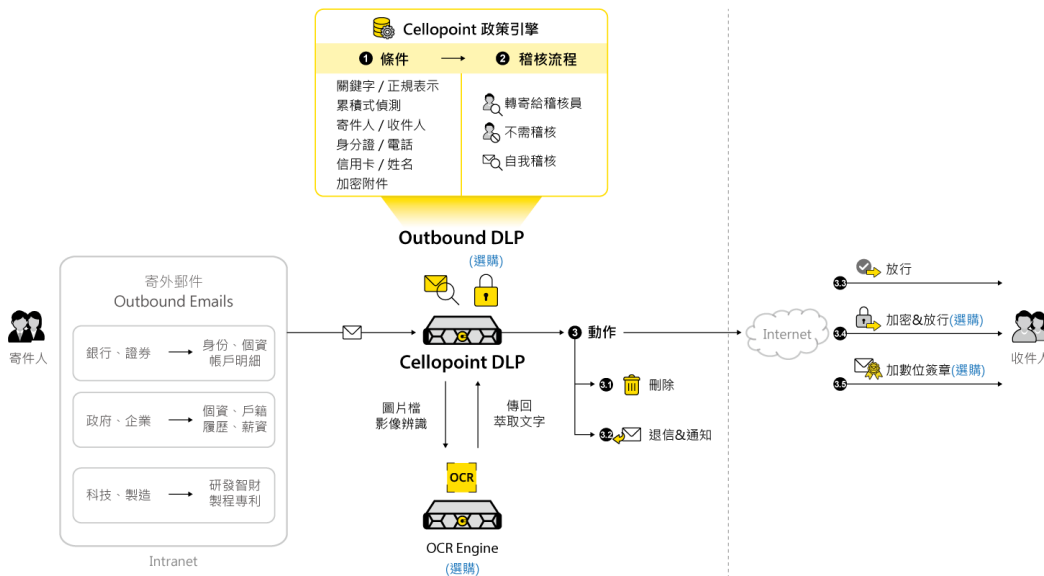 Cellopoint 政策引擎
1 條件
2 稽核流程
關鍵字 / 正規表示
累積式偵測
寄件人 / 收件人
身分證 / 電話
信用卡 / 姓名
加密附件
轉寄給稽核員
不需稽核
自我稽核
Outbound DLP
(選購)
寄件人
寄外郵件
Outbound Emails
銀行、證券
身份、個資
帳戶明細
政府、企業
個資、戶籍
履歷、薪資
科技、製造
研發智財
製程專利
Intranet
Cellopoint DLP
圖片檔
影像辨識
傳回
萃取文字
OCR
OCR Engine
(選購)
3 動作
3.1 刪除
3.2 退信&通知
Internet
3.3 放行
3.4 加密&放行(選購)
3.5 加數位簽章(選購)
收件人